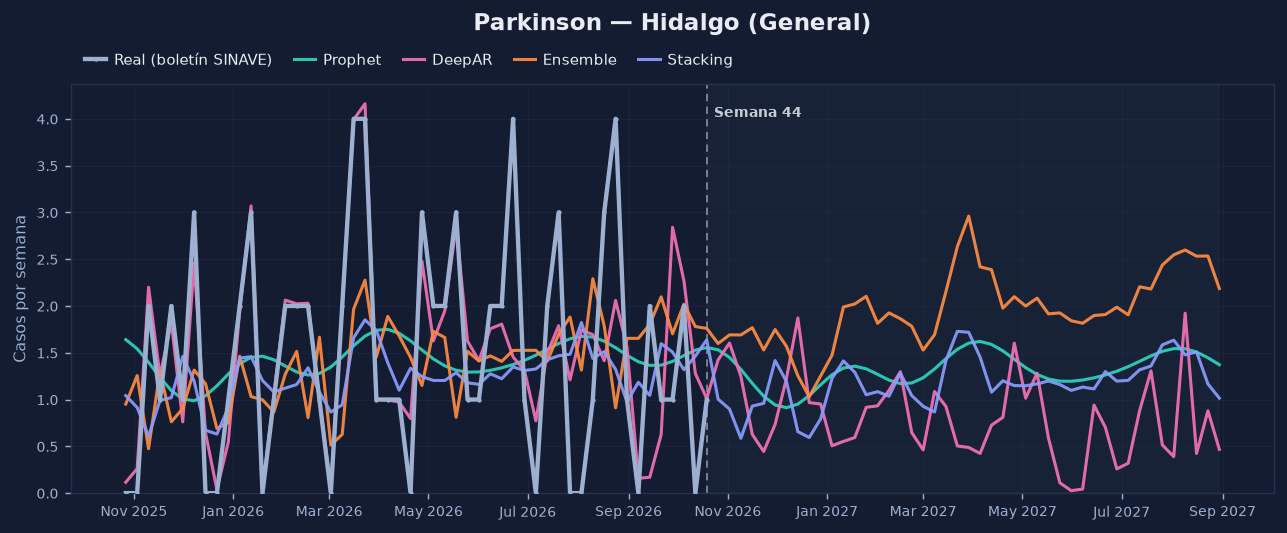 Parkinson — Hidalgo (General)
Real (boletín SINAVE) Prophet DeepAR Ensemble Stacking
Semana 44
Casos por semana
4.0
3.5
3.0
2.5
2.0
1.5
1.0
0.5
0.0
Nov 2025 Jan 2026 Mar 2026 May 2026 Jul 2026 Sep 2026 Nov 2026 Jan 2027 Mar 2027 May 2027 Jul 2027 Sep 2027